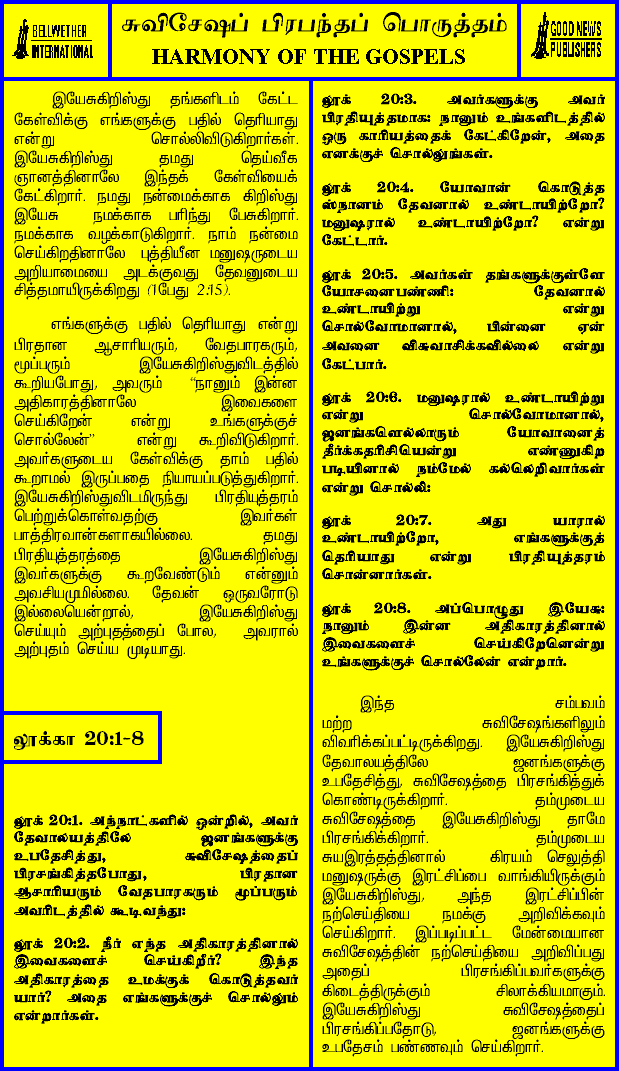 BELLWETHER
INTERNATIONAL
சுவிசேஷப் பிரபந்தப் பொருத்தம்
HARMONY OF THE GOSPELS
GOOD NEWS
PUBLISHERS
இயேசுகிறிஸ்து தங்களிடம் கேட்ட
கேள்விக்கு எங்களுக்கு பதில் தெரியாது
என்று சொல்லிவிடுகிறார்கள்.
இயேசுகிறிஸ்து தமது தெய்வீக
ஞானத்தினாலே இந்தக் கேள்வியைக்
கேட்கிறார். நமது நன்மைக்காக கிறிஸ்து
இயேசு நமக்காக பரிந்து பேசுகிறார்.
நமக்காக வழக்காடுகிறார். நாம் நன்மை
செய்கிறதினாலே புத்தியீன மனுஷருடைய
அறியாமையை அடக்குவது தேவனுடைய
சித்தமாயிருக்கிறது (1பேது 2:15).
எங்களுக்கு பதில் தெரியாது என்று
பிரதான ஆசாரியரும், வேதபாரகரும்,
மூப்பரும் இயேசுகிறிஸ்துவிடத்தில்
கூறியபோது, அவரும் “நானும் இன்ன
அதிகாரத்தினாலே இவைகளை
செய்கிறேன் என்று உங்களுக்குச்
சொல்லேன்” என்று கூறிவிடுகிறார்.
அவர்களுடைய கேள்விக்கு தாம் பதில்
கூறாமல் இருப்பதை நியாயப்படுத்துகிறார்.
இயேசுகிறிஸ்துவிடமிருந்து பிரதியுத்தரம்
பெற்றுக்கொள்வதற்கு இவர்கள்
பாத்திரவான்களாகயில்லை. தமது
பிரதியுத்தரத்தை இயேசுகிறிஸ்து
இவர்களுக்கு கூறவேண்டும் என்னும்
அவசியமுமில்லை. தேவன் ஒருவரோடு
இல்லையென்றால், இயேசுகிறிஸ்து
செய்யும் அற்புதத்தைப் போல, அவரால்
அற்புதம் செய்ய முடியாது.
லூக்கா 20:1-8
லூக் 20:1. அந்நாட்களில் ஒன்றில், அவர்
தேவாலயத்திலே ஜனங்களுக்கு
உபதேசித்து, சுவிசேஷத்தைப்
பிரசங்கித்தபோது, பிரதான
ஆசாரியரும் வேதபாரகரும் மூப்பரும்
அவரிடத்தில் கூடிவந்து:
லூக் 20:2. நீர் எந்த அதிகாரத்தினால்
இவைகளைச் செய்கிறீர்? இந்த
அதிகாரத்தை உமக்குக் கொடுத்தவர்
யார்? அதை எங்களுக்குச் சொல்லும்
என்றார்கள்.
லூக் 20:3. அவர்களுக்கு அவர்
பிரதியுத்தமாக: நானும் உங்களிடத்தில்
ஒரு காரியத்தைக் கேட்கிறேன், அதை
எனக்குச் சொல்லுங்கள்.
லூக் 20:4. யோவான் கொடுத்த
ஸ்நானம் தேவனால் உண்டாயிற்றோ?
மனுஷரால் உண்டாயிற்றோ? என்று
கேட்டார்.
லூக் 20:5. அவர்கள் தங்களுக்குள்ளே
யோசனைபண்ணி: தேவனால்
உண்டாயிற்று என்று
சொல்வோமானால், பின்னை ஏன்
அவனை விசுவாசிக்கவில்லை என்று
கேட்பார்.
லூக் 20:6. மனுஷரால் உண்டாயிற்று
என்று சொல்வோமானால்,
ஜனங்களெல்லாரும் யோவானைத்
தீர்க்கதரிசியென்று எண்ணுகிற
படியினால் நம்மேல் கல்லெறிவார்கள்
என்று சொல்லி:
லூக் 20:7. அது யாரால்
உண்டாயிற்றோ, எங்களுக்குத்
தெரியாது என்று பிரதியுத்தரம்
சொன்னார்கள்.
லூக் 20:8. அப்பொழுது இயேசு:
நானும் இன்ன அதிகாரத்தினால்
இவைகளைச் செய்கிறேனென்று
உங்களுக்குச் சொல்லேன் என்றார்.
இந்த சம்பவம்
மற்ற சுவிசேஷங்களிலும்
விவரிக்கப்பட்டிருக்கிறது. இயேசுகிறிஸ்து
தேவாலயத்திலே ஜனங்களுக்கு
உபதேசித்து, சுவிசேஷத்தை பிரசங்கித்துக்
கொண்டிருக்கிறார். தம்முடைய
சுவிசேஷத்தை இயேசுகிறிஸ்து தாமே
பிரசங்கிக்கிறார். தம்முடைய
சுயஇரத்தத்தினால் கிரயம் செலுத்தி
மனுஷருக்கு இரட்சிப்பை வாங்கியிருக்கும்
இயேசுகிறிஸ்து, அந்த இரட்சிப்பின்
நற்செய்தியை நமக்கு அறிவிக்கவும்
செய்கிறார். இப்படிப்பட்ட மேன்மையான
சுவிசேஷத்தின் நற்செய்தியை அறிவிப்பது
அதைப் பிரசங்கிப்பவர்களுக்கு
கிடைத்திருக்கும் சிலாக்கியமாகும்.
இயேசுகிறிஸ்து சுவிசேஷத்தைப்
பிரசங்கிப்பதோடு, ஜனங்களுக்கு
உபதேசம் பண்ணவும் செய்கிறார்.